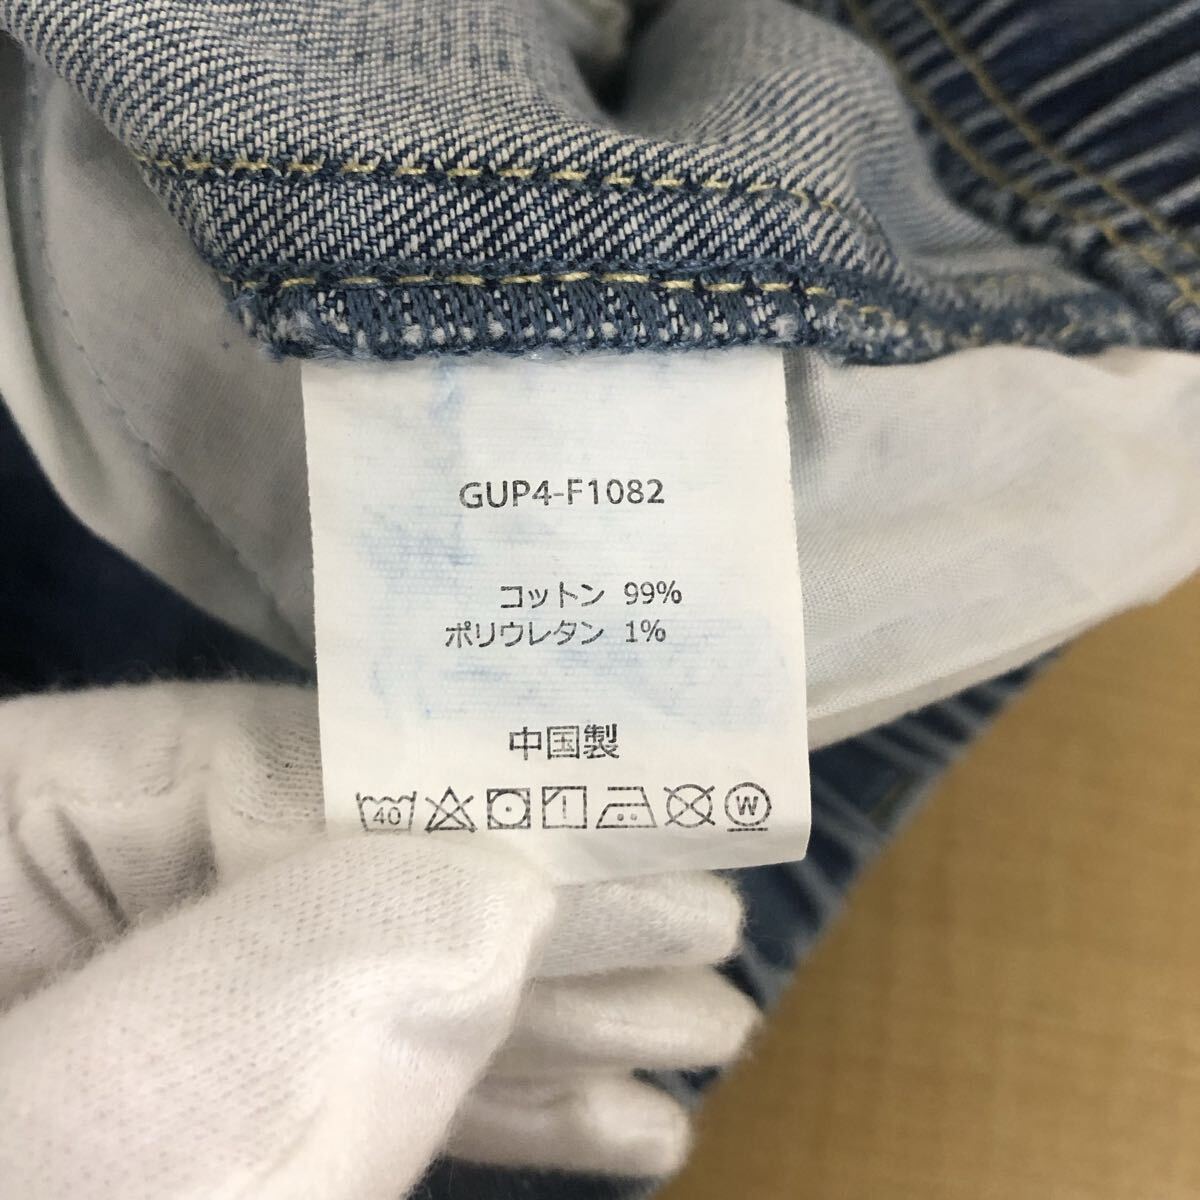 GUP4-F1082
コットン 99%
ポリウレタン 1%
中国製
40 W